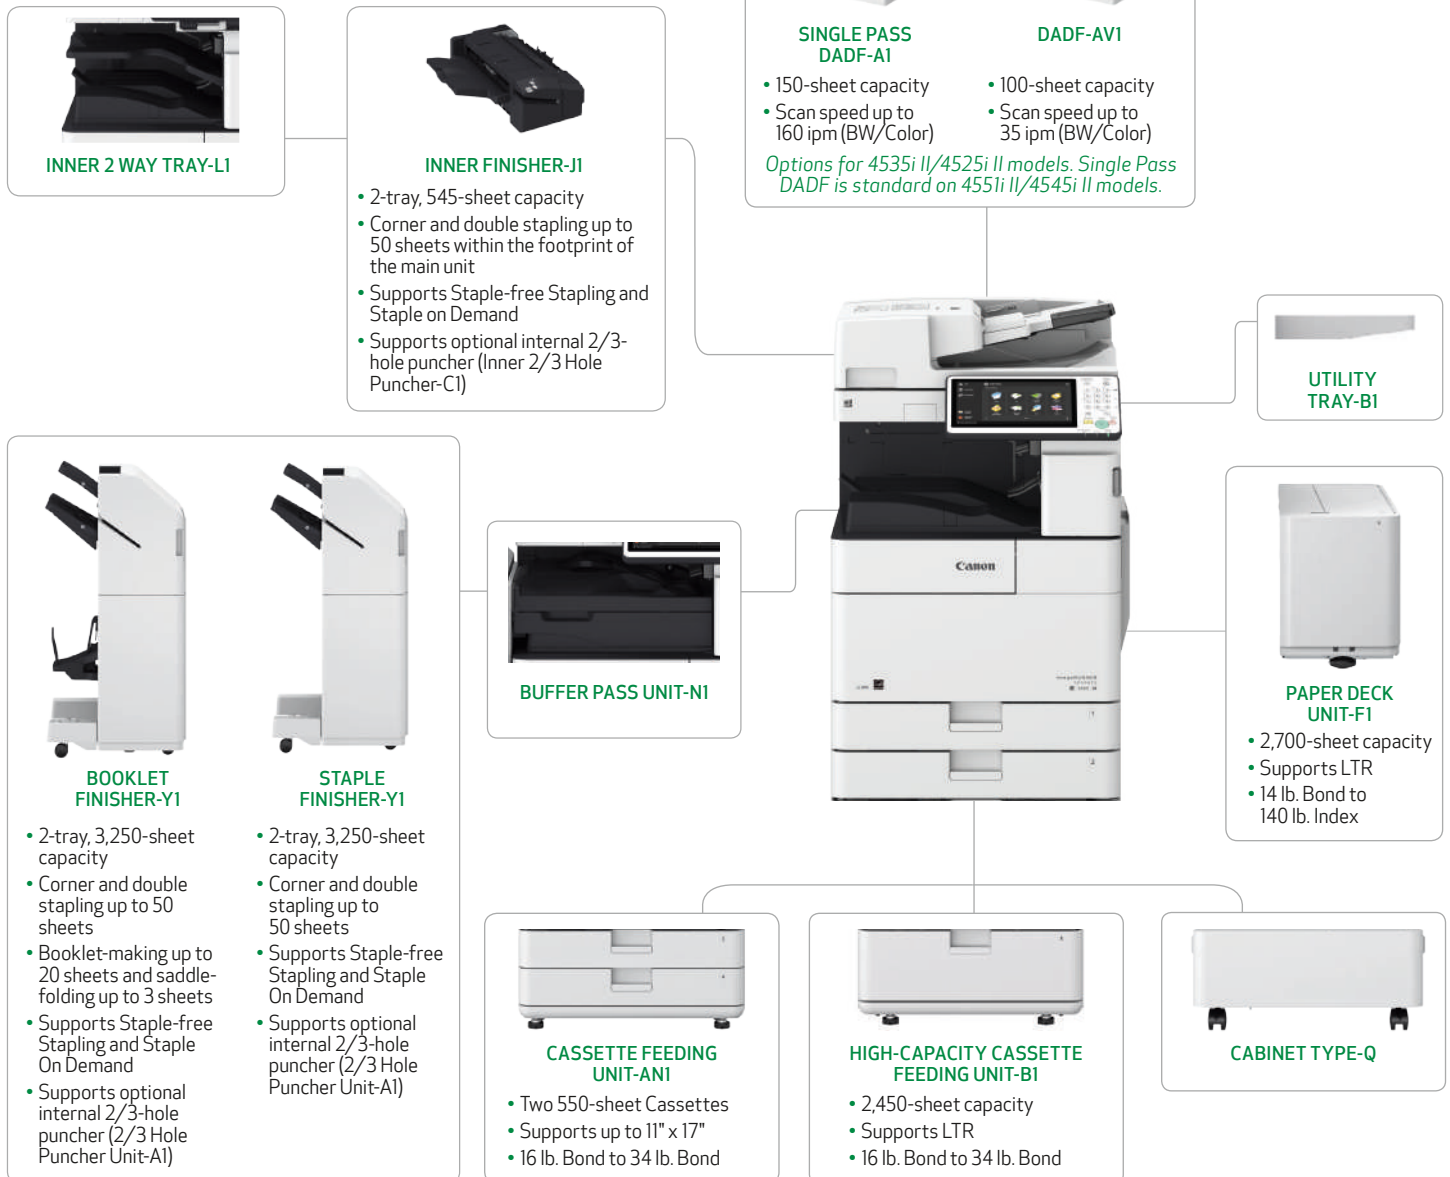 SINGLE PASS
DADF-A1
• 150-sheet capacity
• Scan speed up to
160 ipm (BW/Color)
DADF-AV1
• 100-sheet capacity
• Scan speed up to
35 ipm (BW/Color)
Options for 4535i II/4525i II models. Single Pass
DADF is standard on 4551i II/4545i II models.
INNER 2 WAY TRAY-L1
INNER FINISHER-J1
• 2-tray, 545-sheet capacity
• Corner and double stapling up to
50 sheets within the footprint of
the main unit
• Supports Staple-free Stapling and
Staple on Demand
• Supports optional internal 2/3-
hole puncher (Inner 2/3 Hole
Puncher-C1)
UTILITY
TRAY-B1
Canon
BUFFER PASS UNIT-N1
PAPER DECK
UNIT-F1
• 2,700-sheet capacity
• Supports LTR
• 14 lb. Bond to
140 lb. Index
BOOKLET
FINISHER-Y1
• 2-tray, 3,250-sheet
capacity
• Corner and double
stapling up to 50
sheets
• Booklet-making up to
20 sheets and saddle-
folding up to 3 sheets
• Supports Staple-free
Stapling and Staple
On Demand
• Supports optional
internal 2/3-hole
puncher (2/3 Hole
Puncher Unit-A1)
STAPLE
FINISHER-Y1
• 2-tray, 3,250-sheet
capacity
• Corner and double
stapling up to
50 sheets
• Supports Staple-free
Stapling and Staple
On Demand
• Supports optional
internal 2/3-hole
puncher (2/3 Hole
Puncher Unit-A1)
CASSETTE FEEDING
UNIT-AN1
• Two 550-sheet Cassettes
• Supports up to 11" x 17"
• 16 lb. Bond to 34 lb. Bond
HIGH-CAPACITY CASSETTE
FEEDING UNIT-B1
• 2,450-sheet capacity
• Supports LTR
• 16 lb. Bond to 34 lb. Bond
CABINET TYPE-Q